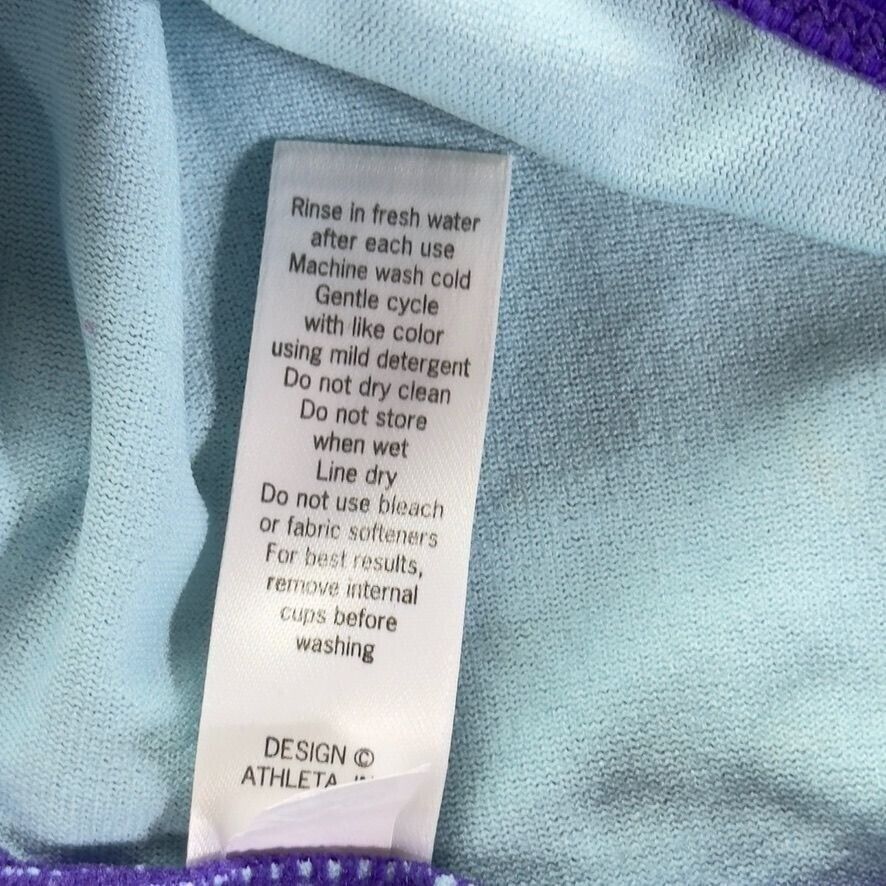 Rinse in fresh water
after each use
Machine wash cold
Gentle cycle
with like color
using mild detergent
Do not dry clean
Do not store
when wet
Line dry
Do not use bleach
or fabric softeners
For best results,
remove internal
cups before
washing
DESIGN ©
ATHLETA